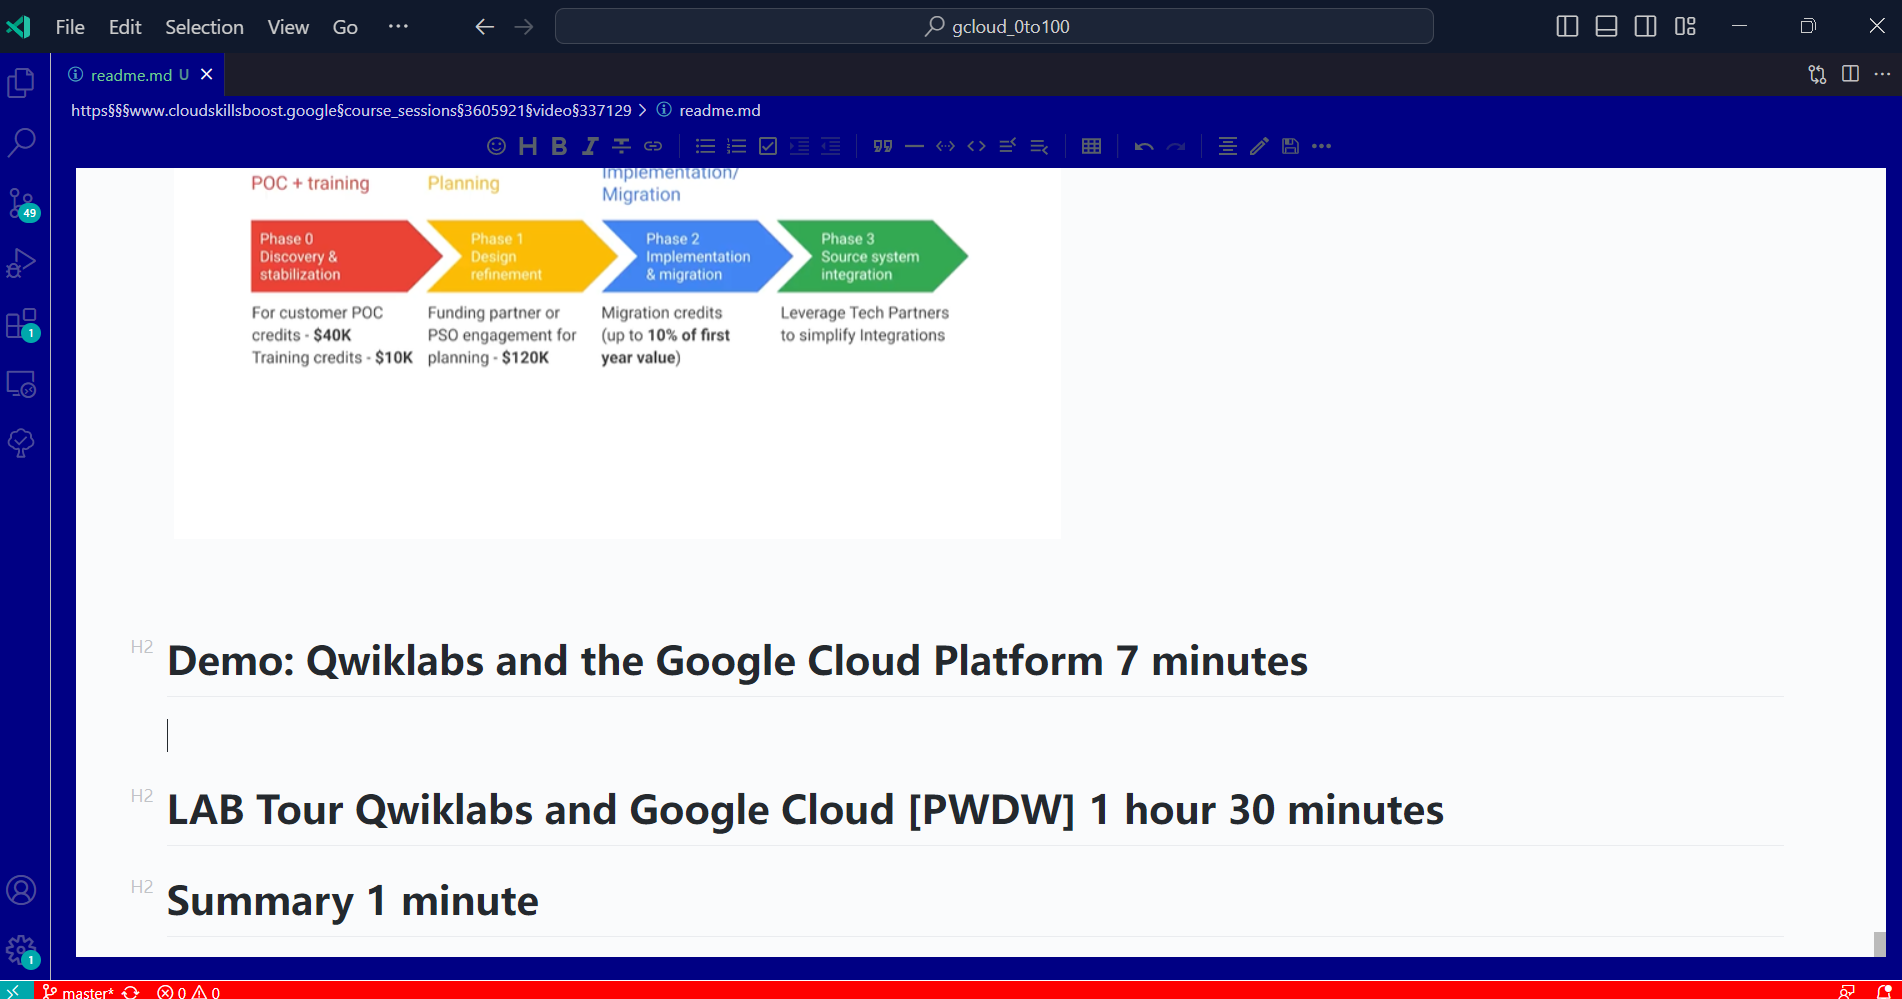 File Edit Selection View Go ··· gcloud_0to100
readme.md U
https§§§www.cloudskillsboost.google§course_sessions§3605921§video§337129 > readme.md
POC + training
Planning
Implementation/
Migration
Phase 0
Discovery &
stabilization
Phase 1
Design
refinement
Phase 2
Implementation
& migration
Phase 3
Source system
integration
For customer POC
credits - $40K
Training credits - $10K
Funding partner or
PSO engagement for
planning - $120K
Migration credits
(up to 10% of first
year value)
Leverage Tech Partners
to simplify Integrations
H2
Demo: Qwiklabs and the Google Cloud Platform 7 minutes
H2
LAB Tour Qwiklabs and Google Cloud [PWDW] 1 hour 30 minutes
H2
Summary 1 minute
49
1
1
master* 0 0